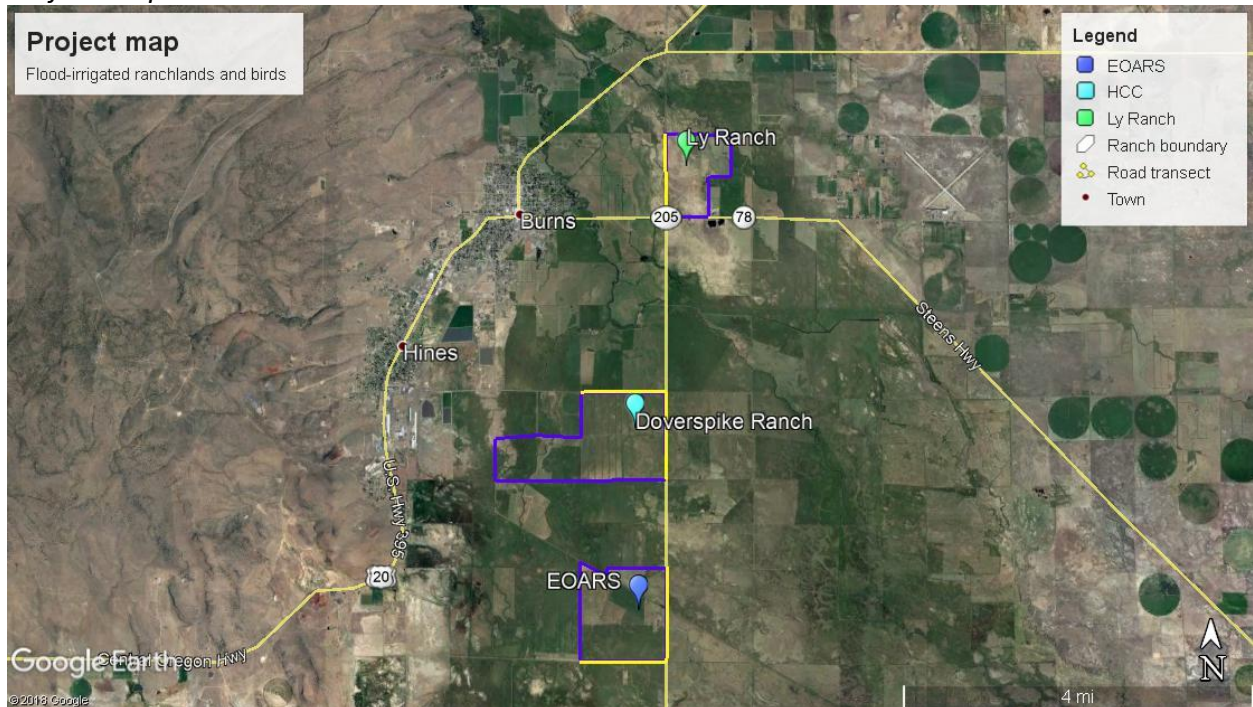 Project map
Flood-irrigated ranchlands and birds
Legend
EOARS
HCC
Ly Ranch
Ranch boundary
Road transect
Town
Ly Ranch
Burns
205
78
Steens Hwy
Hines
Doverspike Ranch
U.S. Hwy 395
20
EOARS
Google Earth
Central Oregon Hwy
N
©2018 Google
4 mi